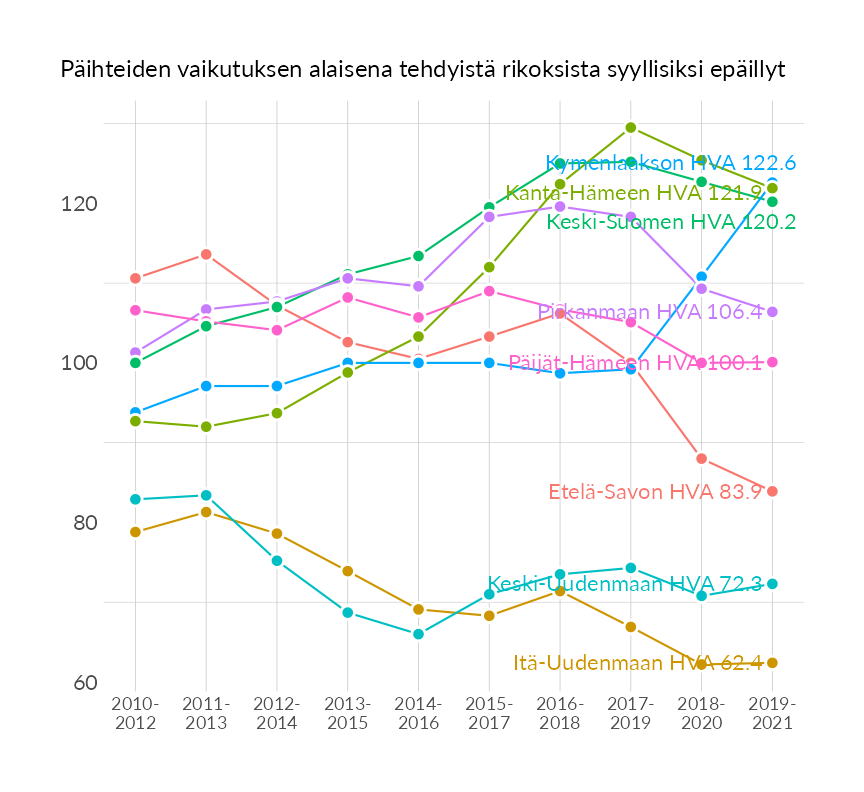 Päihteiden vaikutuksen alaisena tehdyistä rikoksista syyllisiksi epäillyt
Kymenlaakson HVA 122.6
Kanta-Hämeen HVA 121.9
120
Keski-Suomen HVA 120.2
Pirkanmaan HVA 106.4
100
Päijät-Hämeen HVA 100.1
Etelä-Savon HVA 83.9
80
Keski-Uudenmaan HVA 72.3
Itä-Uudenmaan HVA 62.4
60
2010-2012
2011-2013
2012-2014
2013-2015
2014-2016
2015-2017
2016-2018
2017-2019
2018-2020
2019-2021